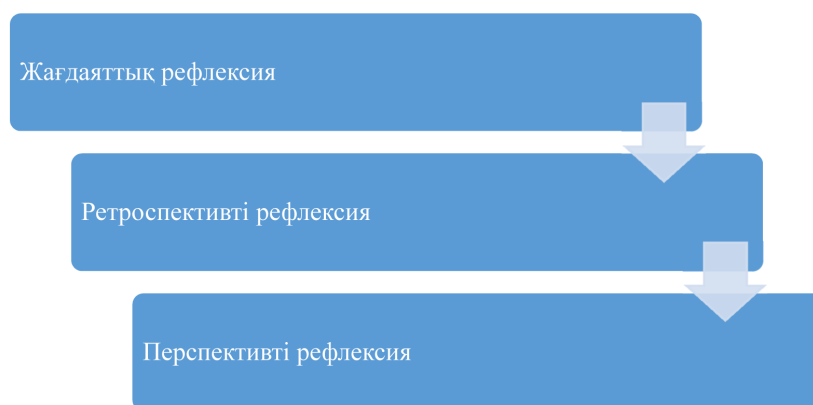 Жағдаяттық рефлексия
Ретроспективті рефлексия
Перспективті рефлексия